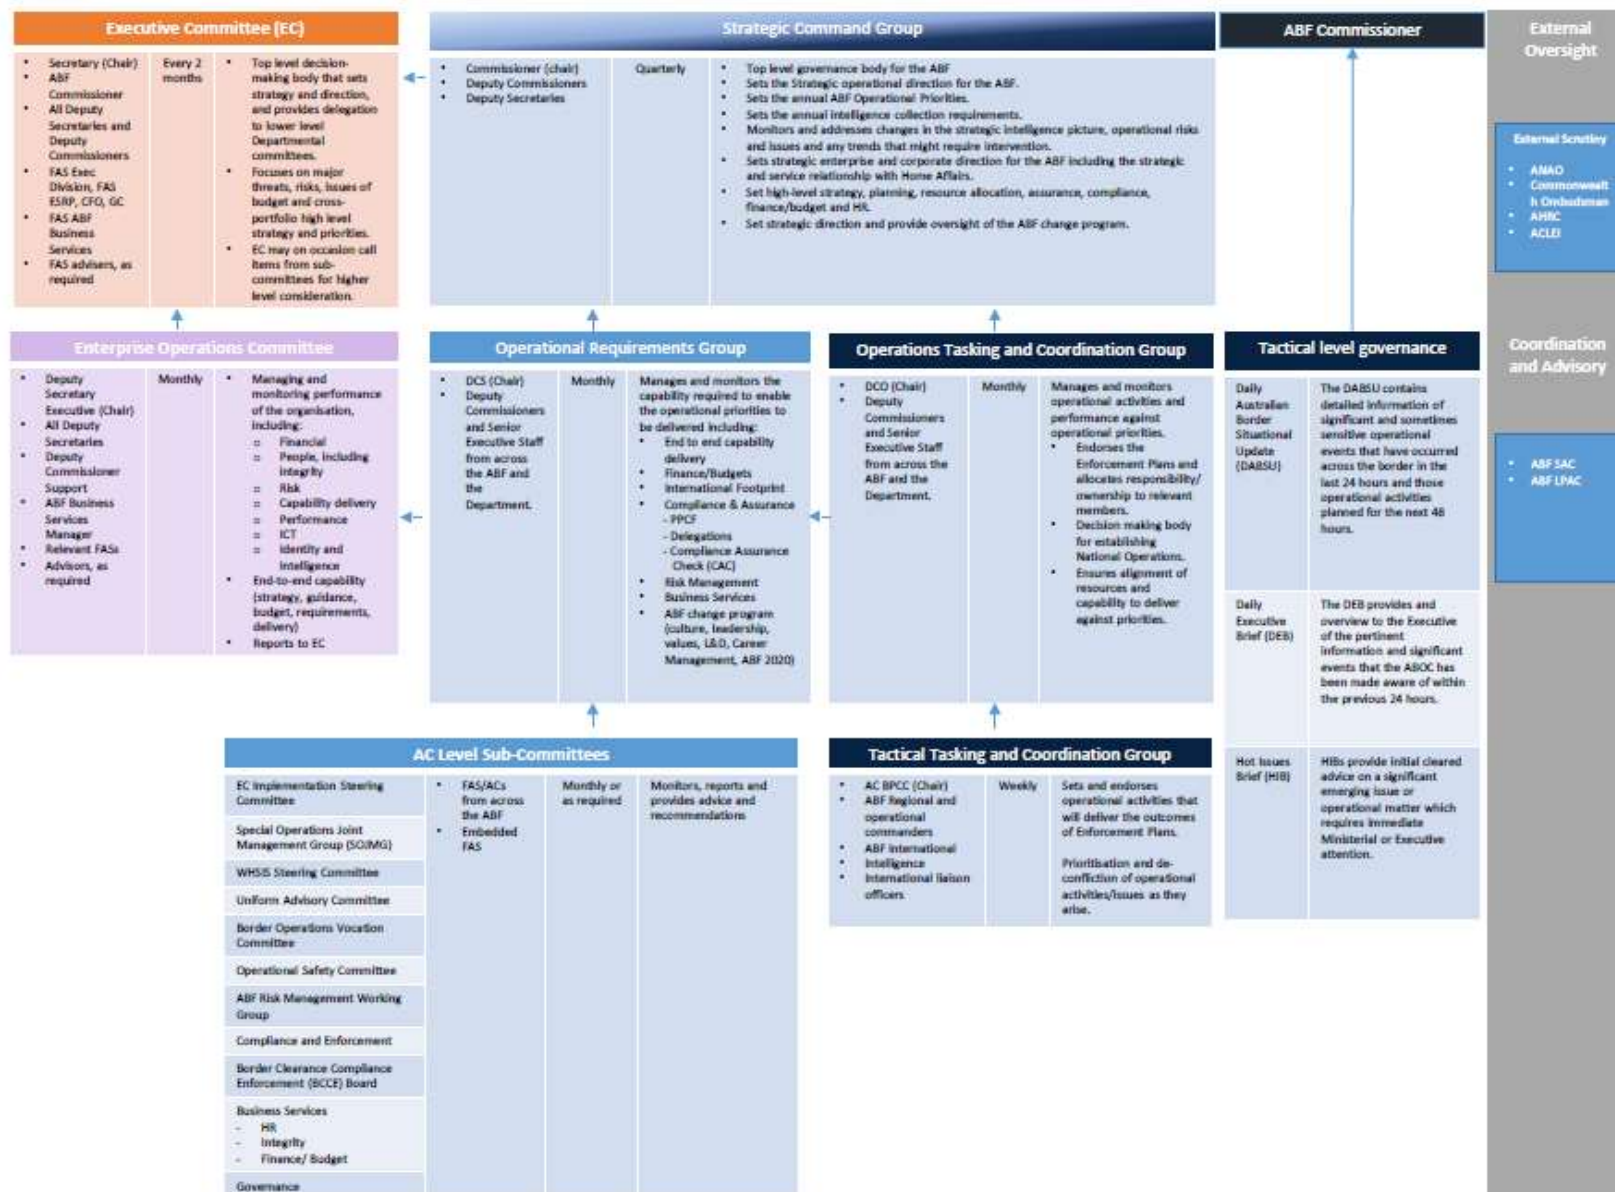 Executive Committee (EC)
• Secretary (Chair)
• ABF
Commissioner
• All Deputy
Secretaries and
Deputy
Commissioners
• FAS Exec
Division, FAS
ESRP, CFO, GC
• FAS ABF
Business
Services
• FAS advisers, as
required
Every 2
months
• Top level decision-
making body that sets
strategy and direction,
and provides delegation
to lower level
Departmental
committees.
• Focuses on major
threats, risks, issues of
budget and cross-
portfolio high level
strategy and priorities.
• EC may on occasion call
items from sub-
committees for higher
level consideration.
Strategic Command Group
• Commissioner (chair)
• Deputy Commissioners
• Deputy Secretaries
Quarterly
• Top level governance body for the ABF
• Sets the Strategic operational direction for the ABF.
• Sets the annual ABF Operational Priorities.
• Sets the annual intelligence collection requirements.
• Monitors and addresses changes in the strategic intelligence picture, operational risks
and issues and any trends that might require intervention.
• Sets strategic enterprise and corporate direction for the ABF including the strategic
and service relationship with Home Affairs.
• Set high-level strategy, planning, resource allocation, assurance, compliance,
finance/budget and HR.
• Set strategic direction and provide oversight of the ABF change program.
ABF Commissioner
External
Oversight
External Scrutiny
• ANAO
• Commonwealt
h Ombudsman
• AHRC
• ACLEI
Enterprise Operations Committee
• Deputy
Secretary
Executive (Chair)
• All Deputy
Secretaries
• Deputy
Commissioner
Support
• ABF Business
Services
Manager
• Relevant FASs
• Advisors, as
required
Monthly
• Managing and
monitoring performance
of the organisation,
including:
¤ Financial
¤ People, including
integrity
¤ Risk
¤ Capability delivery
¤ Performance
¤ ICT
¤ Identity and
Intelligence
• End-to-end capability
(strategy, guidance,
budget, requirements,
delivery)
• Reports to EC
Operational Requirements Group
• DCS (Chair)
• Deputy
Commissioners
and Senior
Executive Staff
from across
the ABF and
the
Department.
Monthly
Manages and monitors the
capability required to enable
the operational priorities to
be delivered including:
• End to end capability
delivery
• Finance/Budgets
• International Footprint
• Compliance & Assurance
- PPCF
- Delegations
- Compliance Assurance
Check (CAC)
• Risk Management
• Business Services
• ABF change program
(culture, leadership,
values, L&D, Career
Management, ABF 2020)
Operations Tasking and Coordination Group
• DCO (Chair)
• Deputy
Commissioners
and Senior
Executive Staff
from across the
ABF and the
Department.
Monthly
Manages and monitors
operational activities and
performance against
operational priorities.
• Endorses the
Enforcement Plans and
allocates responsibility/
ownership to relevant
members.
• Decision making body
for establishing
National Operations.
• Ensures alignment of
resources and
capability to deliver
against priorities.
Tactical level governance
Daily
Australian
Border
Situational
Update
(DABSU)
The DABSU contains
detailed information of
significant and sometimes
sensitive operational
events that have occurred
across the border in the
last 24 hours and those
operational activities
planned for the next 48
hours.
Daily
Executive
Brief (DEB)
The DEB provides and
overview to the Executive
of the pertinent
information and significant
events that the ABOC has
been made aware of within
the previous 24 hours.
Hot Issues
Brief (HIB)
HIBs provide initial cleared
advice on a significant
emerging issue or
operational matter which
requires immediate
Ministerial or Executive
attention.
Coordination
and Advisory
• ABF SAC
• ABF LPAC
AC Level Sub-Committees
EC Implementation Steering
Committee
Special Operations Joint
Management Group (SOJMG)
WHSIS Steering Committee
Uniform Advisory Committee
Border Operations Vocation
Committee
Operational Safety Committee
ABF Risk Management Working
Group
Compliance and Enforcement
Border Clearance Compliance
Enforcement (BCCE) Board
Business Services
- HR
- Integrity
- Finance/ Budget
Governance
• FAS/ACs
from across
the ABF
• Embedded
FAS
Monthly or
as required
Monitors, reports and
provides advice and
recommendations
Tactical Tasking and Coordination Group
• AC BPCC (Chair)
• ABF Regional and
operational
commanders
• ABF International
• Intelligence
• International liaison
officers
Weekly
Sets and endorses
operational activities that
will deliver the outcomes
of Enforcement Plans.
Prioritisation and de-
confliction of operational
activities/issues as they
arise.